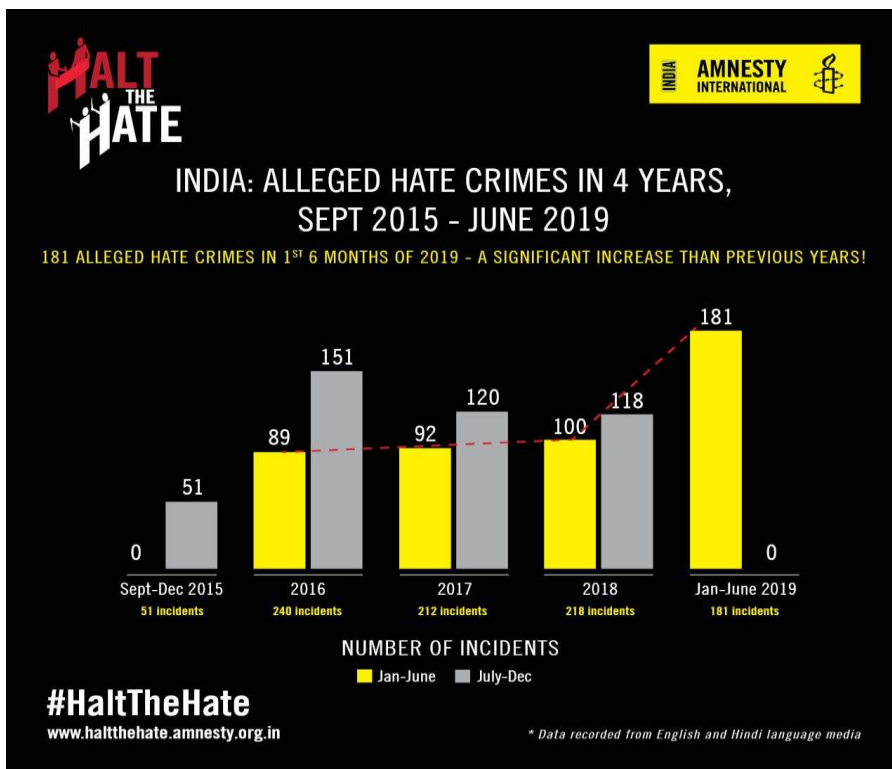 HALT
THE
HATE
INDIA
AMNESTY
INTERNATIONAL
INDIA: ALLEGED HATE CRIMES IN 4 YEARS,
SEPT 2015 - JUNE 2019
181 ALLEGED HATE CRIMES IN 1ST 6 MONTHS OF 2019 - A SIGNIFICANT INCREASE THAN PREVIOUS YEARS!
0 51
89 151
92 120
100 118
181 0
Sept-Dec 2015 2016 2017 2018 Jan-June 2019
51 incidents 240 incidents 212 incidents 218 incidents 181 incidents
NUMBER OF INCIDENTS
Jan-June July-Dec
#HaltTheHate
www.haltthehate.amnesty.org.in
* Data recorded from English and Hindi language media